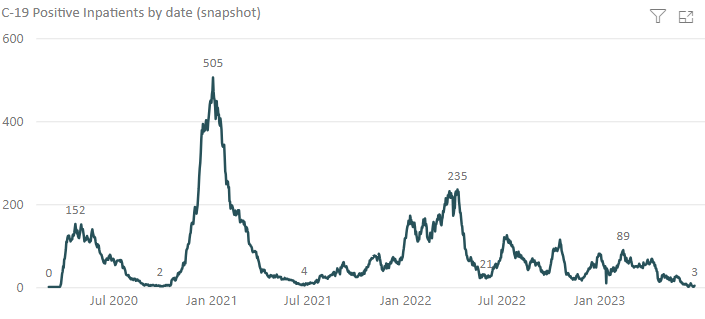 C-19 Positive Inpatients by date (snapshot)
600
505
400
235
200
152
89
21
0
2
4
3
0
Jul 2020
Jan 2021
Jul 2021
Jan 2022
Jul 2022
Jan 2023